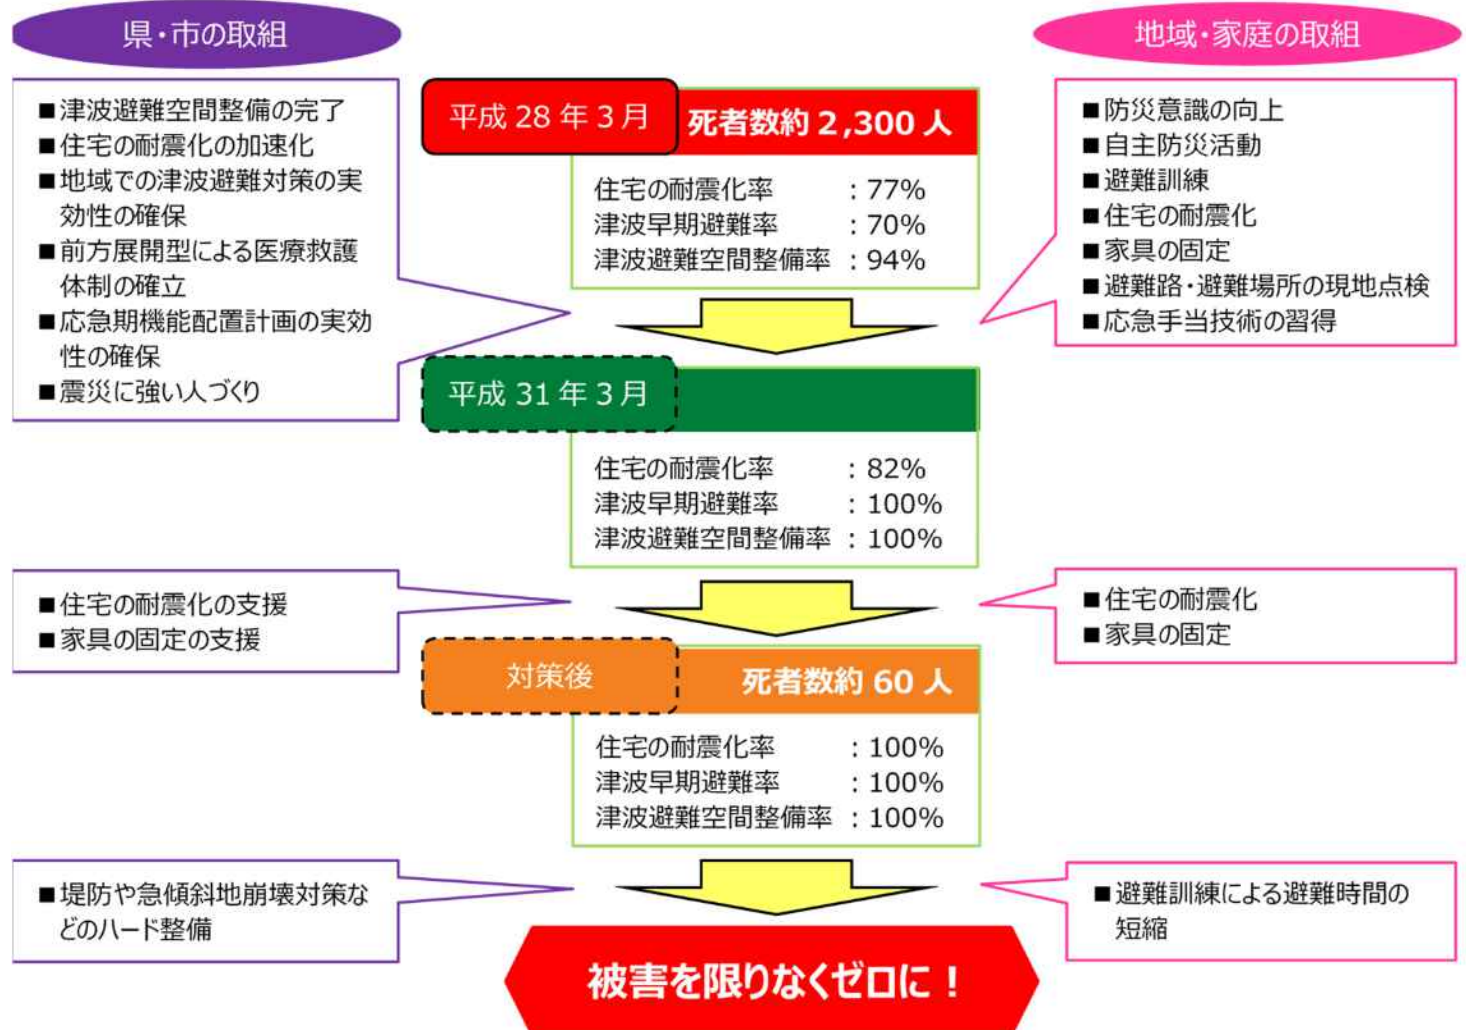 県・市の取組
■津波避難空間整備の完了
■住宅の耐震化の加速化
■地域での津波避難対策の実
効性の確保
■前方展開型による医療救護
体制の確立
■応急期機能配置計画の実効
性の確保
■震災に強い人づくり
地域・家庭の取組
■防災意識の向上
■自主防災活動
■避難訓練
■住宅の耐震化
■家具の固定
■避難路・避難場所の現地点検
■応急手当技術の習得
平成 28 年 3 月 死者数約 2,300 人
住宅の耐震化率 : 77%
津波早期避難率 : 70%
津波避難空間整備率 : 94%
平成 31 年 3 月
住宅の耐震化率 : 82%
津波早期避難率 : 100%
津波避難空間整備率 : 100%
■住宅の耐震化の支援
■家具の固定の支援
■住宅の耐震化
■家具の固定
対策後 死者数約 60 人
住宅の耐震化率 : 100%
津波早期避難率 : 100%
津波避難空間整備率 : 100%
■堤防や急傾斜地崩壊対策な
どのハード整備
■避難訓練による避難時間の
短縮
被害を限りなくゼロに！